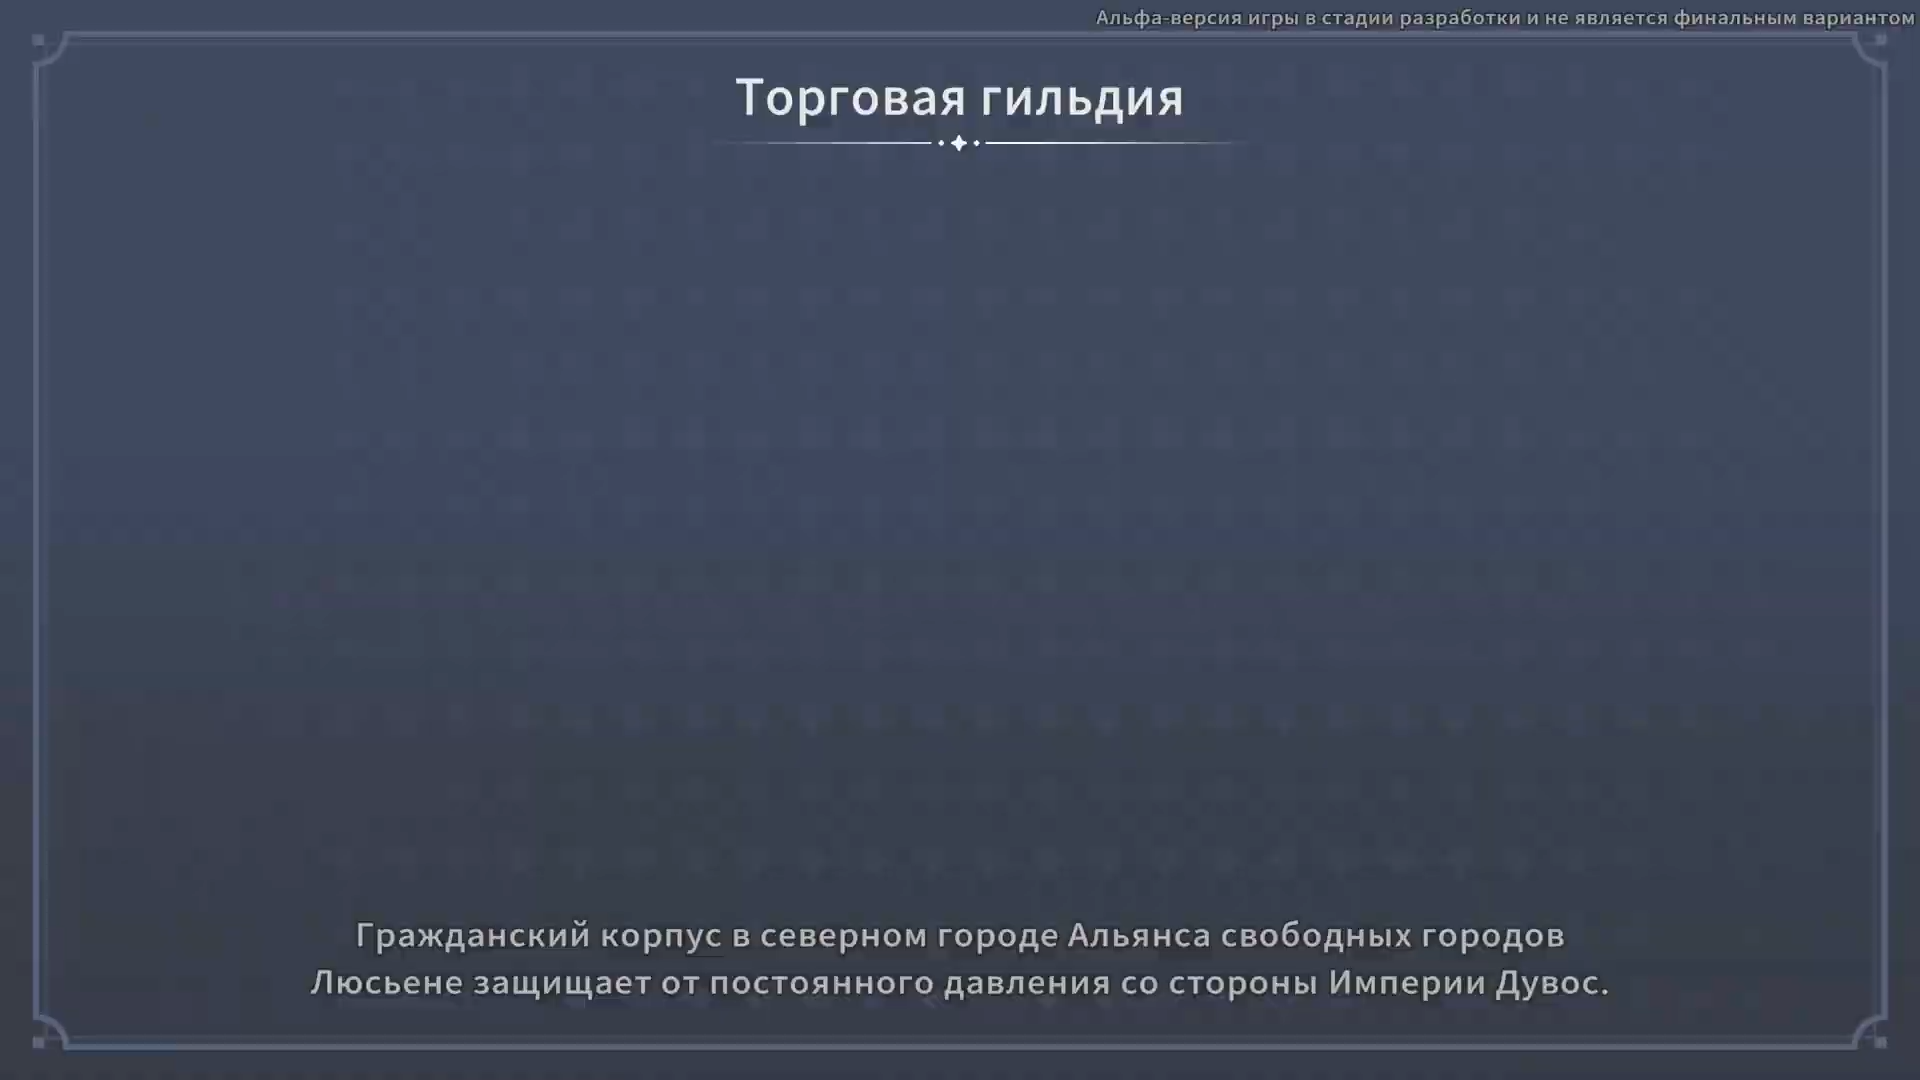 Альфа-версия игры в стадии разработки и не является финальным вариантом
Торговая гильдия
Гражданский корпус в северном городе Альянса свободных городов
Люсьене защищает от постоянного давления со стороны Империи Дувос.